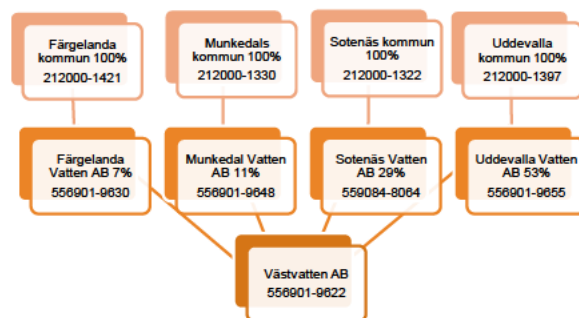 Färgelanda
kommun 100%
212000-1421
Munkedals
kommun 100%
212000-1330
Sotenäs kommun
100%
212000-1322
Uddevalla
kommun 100%
212000-1397
Färgelanda
Vatten AB 7%
556901-9630
Munkedal Vatten
AB 11%
556901-9648
Sotenäs Vatten
AB 29%
559084-8064
Uddevalla Vatten
AB 53%
556901-9655
Västvatten AB
556901-9622